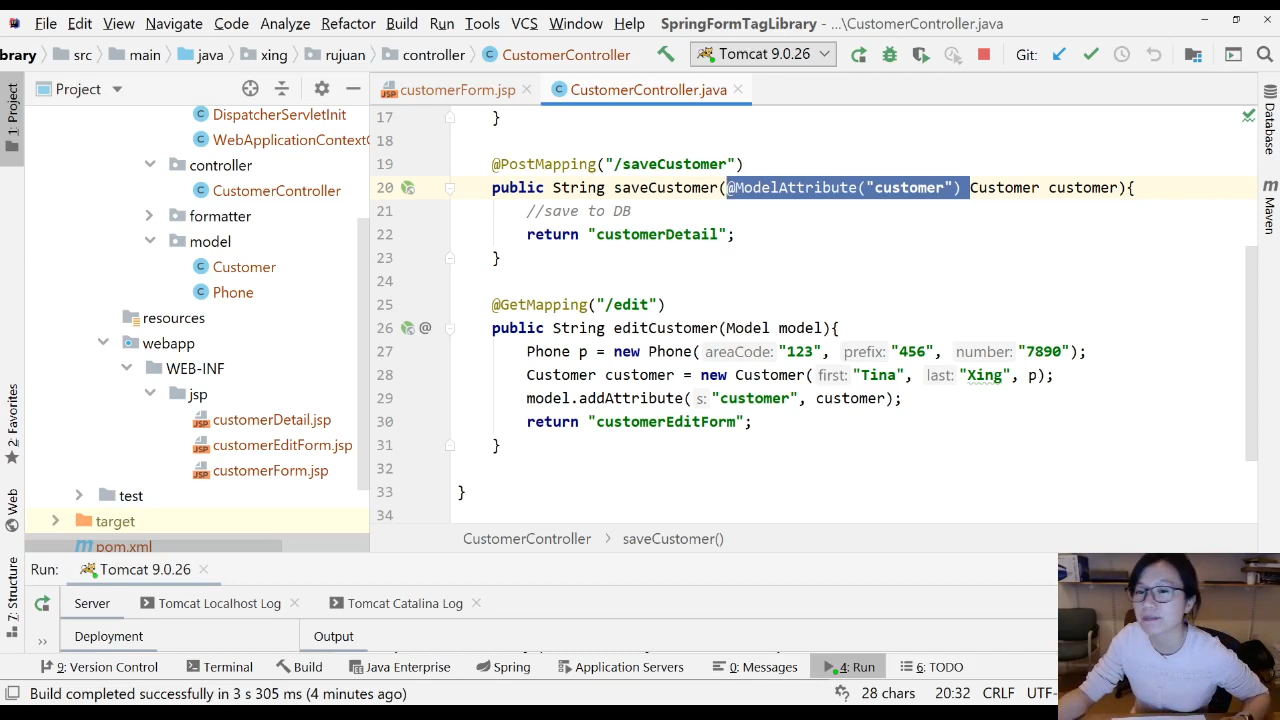 File Edit View Navigate Code Analyze Refactor Build Run Tools VCS Window Help SpringFormTagLibrary - ...\CustomerController.java
brary src main java xing rujuan controller CustomerController Tomcat 9.0.26 Git:
Project
customerForm.jsp
CustomerController.java
1: Project
2: Favorites
Web
7: Structure
DispatcherServletInit
WebApplicationContextC
controller
CustomerController
formatter
model
Customer
Phone
resources
webapp
WEB-INF
jsp
customerDetail.jsp
customerEditForm.jsp
customerForm.jsp
test
target
pom.xml
17 }
18
19 @PostMapping("/saveCustomer")
20 public String saveCustomer(@ModelAttribute("customer") Customer customer){
21 //save to DB
22 return "customerDetail";
23 }
24
25 @GetMapping("/edit")
26 @ public String editCustomer(Model model){
27 Phone p = new Phone( areaCode: "123", prefix: "456", number: "7890");
28 Customer customer = new Customer( first: "Tina", last: "Xing", p);
29 model.addAttribute( s: "customer", customer);
30 return "customerEditForm";
31 }
32
33 }
34
CustomerController > saveCustomer()
Database
Maven
Run: Tomcat 9.0.26
Server Tomcat Localhost Log Tomcat Catalina Log
Deployment Output
9: Version Control Terminal Build Java Enterprise Spring Application Servers 0: Messages 4: Run 6: TODO
Build completed successfully in 3 s 305 ms (4 minutes ago) 28 chars 20:32 CRLF UTF-